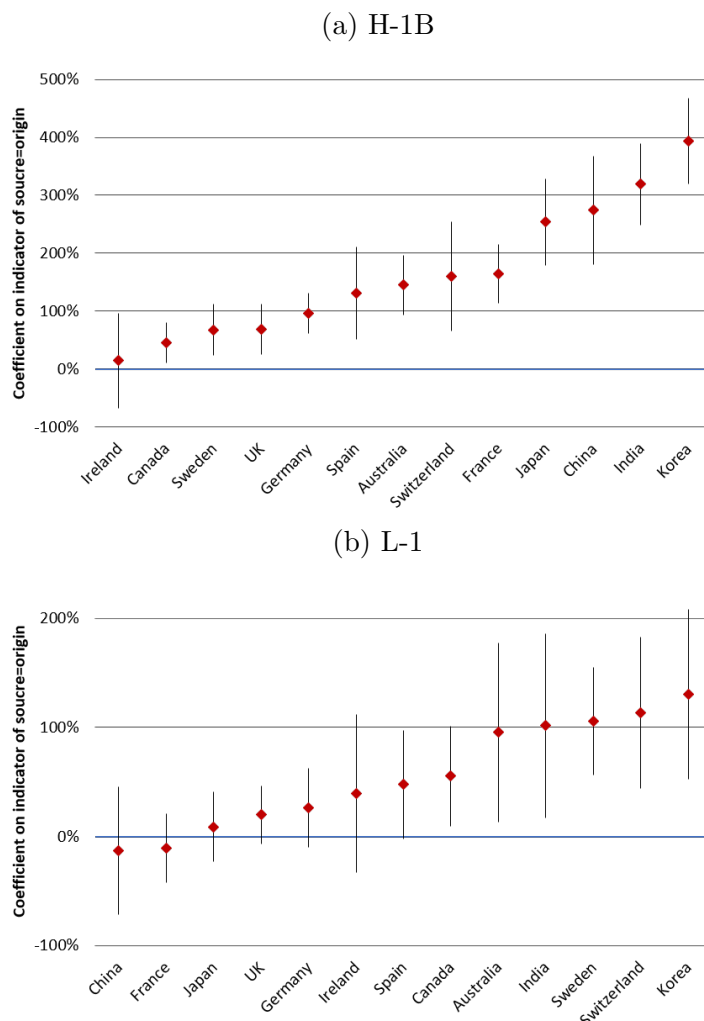 (a) H-1B
Coefficient on indicator of soucre=origin
500%
400%
300%
200%
100%
0%
-100%
Ireland
Canada
Sweden
UK
Germany
Spain
Australia
Switzerland
France
Japan
China
India
Korea
(b) L-1
Coefficient on indicator of soucre=origin
200%
100%
0%
-100%
China
France
Japan
UK
Germany
Ireland
Spain
Canada
Australia
India
Sweden
Switzerland
Korea